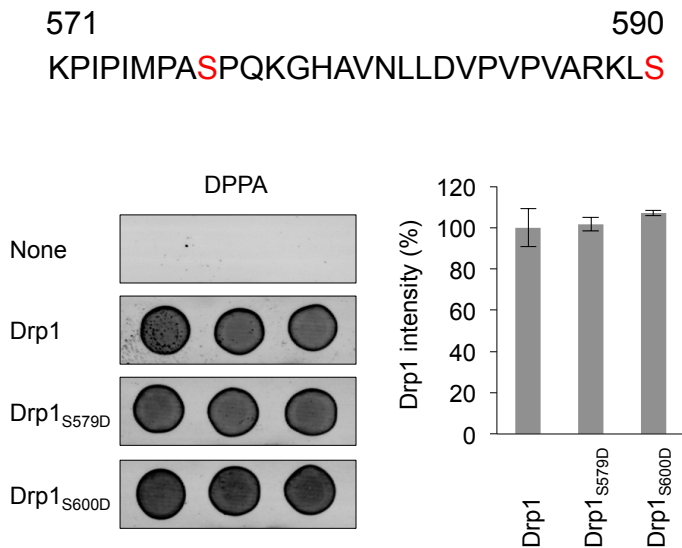 571 590
KPIPIMPASPQKGHAVNLLDVPVPVARKLS
DPPA
None
Drp1
Drp1S579D
Drp1S600D
Drp1 intensity (%)
120
100
80
60
40
20
0
Drp1
Drp1S579D
Drp1S600D